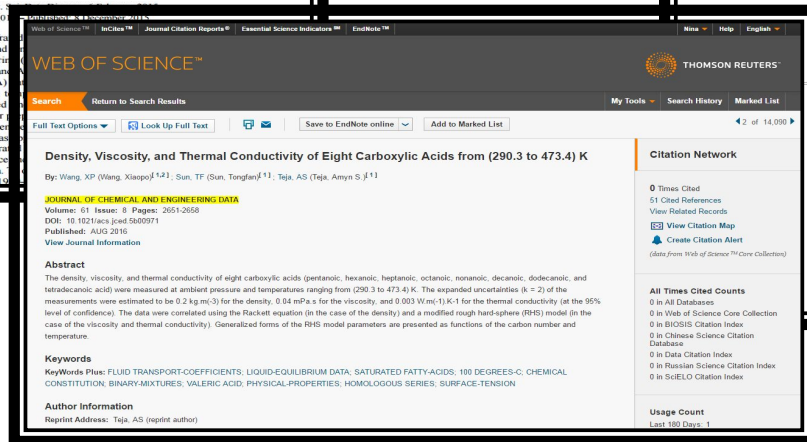 Published: 8 December 2015
Web of Science™ InCites™ Journal Citation Reports® Essential Science Indicators℠ EndNote™ Nina Help English
WEB OF SCIENCE™ THOMSON REUTERS™
Search Return to Search Results My Tools Search History Marked List
Full Text Options Look Up Full Text Save to EndNote online Add to Marked List 2 of 14,090
Density, Viscosity, and Thermal Conductivity of Eight Carboxylic Acids from (290.3 to 473.4) K
By: Wang, XP (Wang, Xiaopo)[ 1,2 ] ; Sun, TF (Sun, Tongfan)[ 1 ] ; Teja, AS (Teja, Amyn S.)[ 1 ]
JOURNAL OF CHEMICAL AND ENGINEERING DATA
Volume: 61 Issue: 8 Pages: 2651-2658
DOI: 10.1021/acs.jced.5b00971
Published: AUG 2016
View Journal Information
Abstract
The density, viscosity, and thermal conductivity of eight carboxylic acids (pentanoic, hexanoic, heptanoic, octanoic, nonanoic, decanoic, dodecanoic, and
tetradecanoic acid) were measured at ambient pressure and temperatures ranging from (290.3 to 473.4) K. The expanded uncertainties (k = 2) of the
measurements were estimated to be 0.2 kg.m(-3) for the density, 0.04 mPa.s for the viscosity, and 0.003 W.m(-1).K-1 for the thermal conductivity (at the 95%
level of confidence). The data were correlated using the Rackett equation (in the case of the density) and a modified rough hard-sphere (RHS) model (in the
case of the viscosity and thermal conductivity). Generalized forms of the RHS model parameters are presented as functions of the carbon number and
temperature.
Keywords
KeyWords Plus: FLUID TRANSPORT-COEFFICIENTS; LIQUID-EQUILIBRIUM DATA; SATURATED FATTY-ACIDS; 100 DEGREES-C; CHEMICAL
CONSTITUTION; BINARY-MIXTURES; VALERIC ACID; PHYSICAL-PROPERTIES; HOMOLOGOUS SERIES; SURFACE-TENSION
Author Information
Reprint Address: Teja, AS (reprint author)
Citation Network
0 Times Cited
51 Cited References
View Related Records
View Citation Map
Create Citation Alert
(data from Web of Science™ Core Collection)
All Times Cited Counts
0 in All Databases
0 in Web of Science Core Collection
0 in BIOSIS Citation Index
0 in Chinese Science Citation
Database
0 in Data Citation Index
0 in Russian Science Citation Index
0 in SciELO Citation Index
Usage Count
Last 180 Days: 1